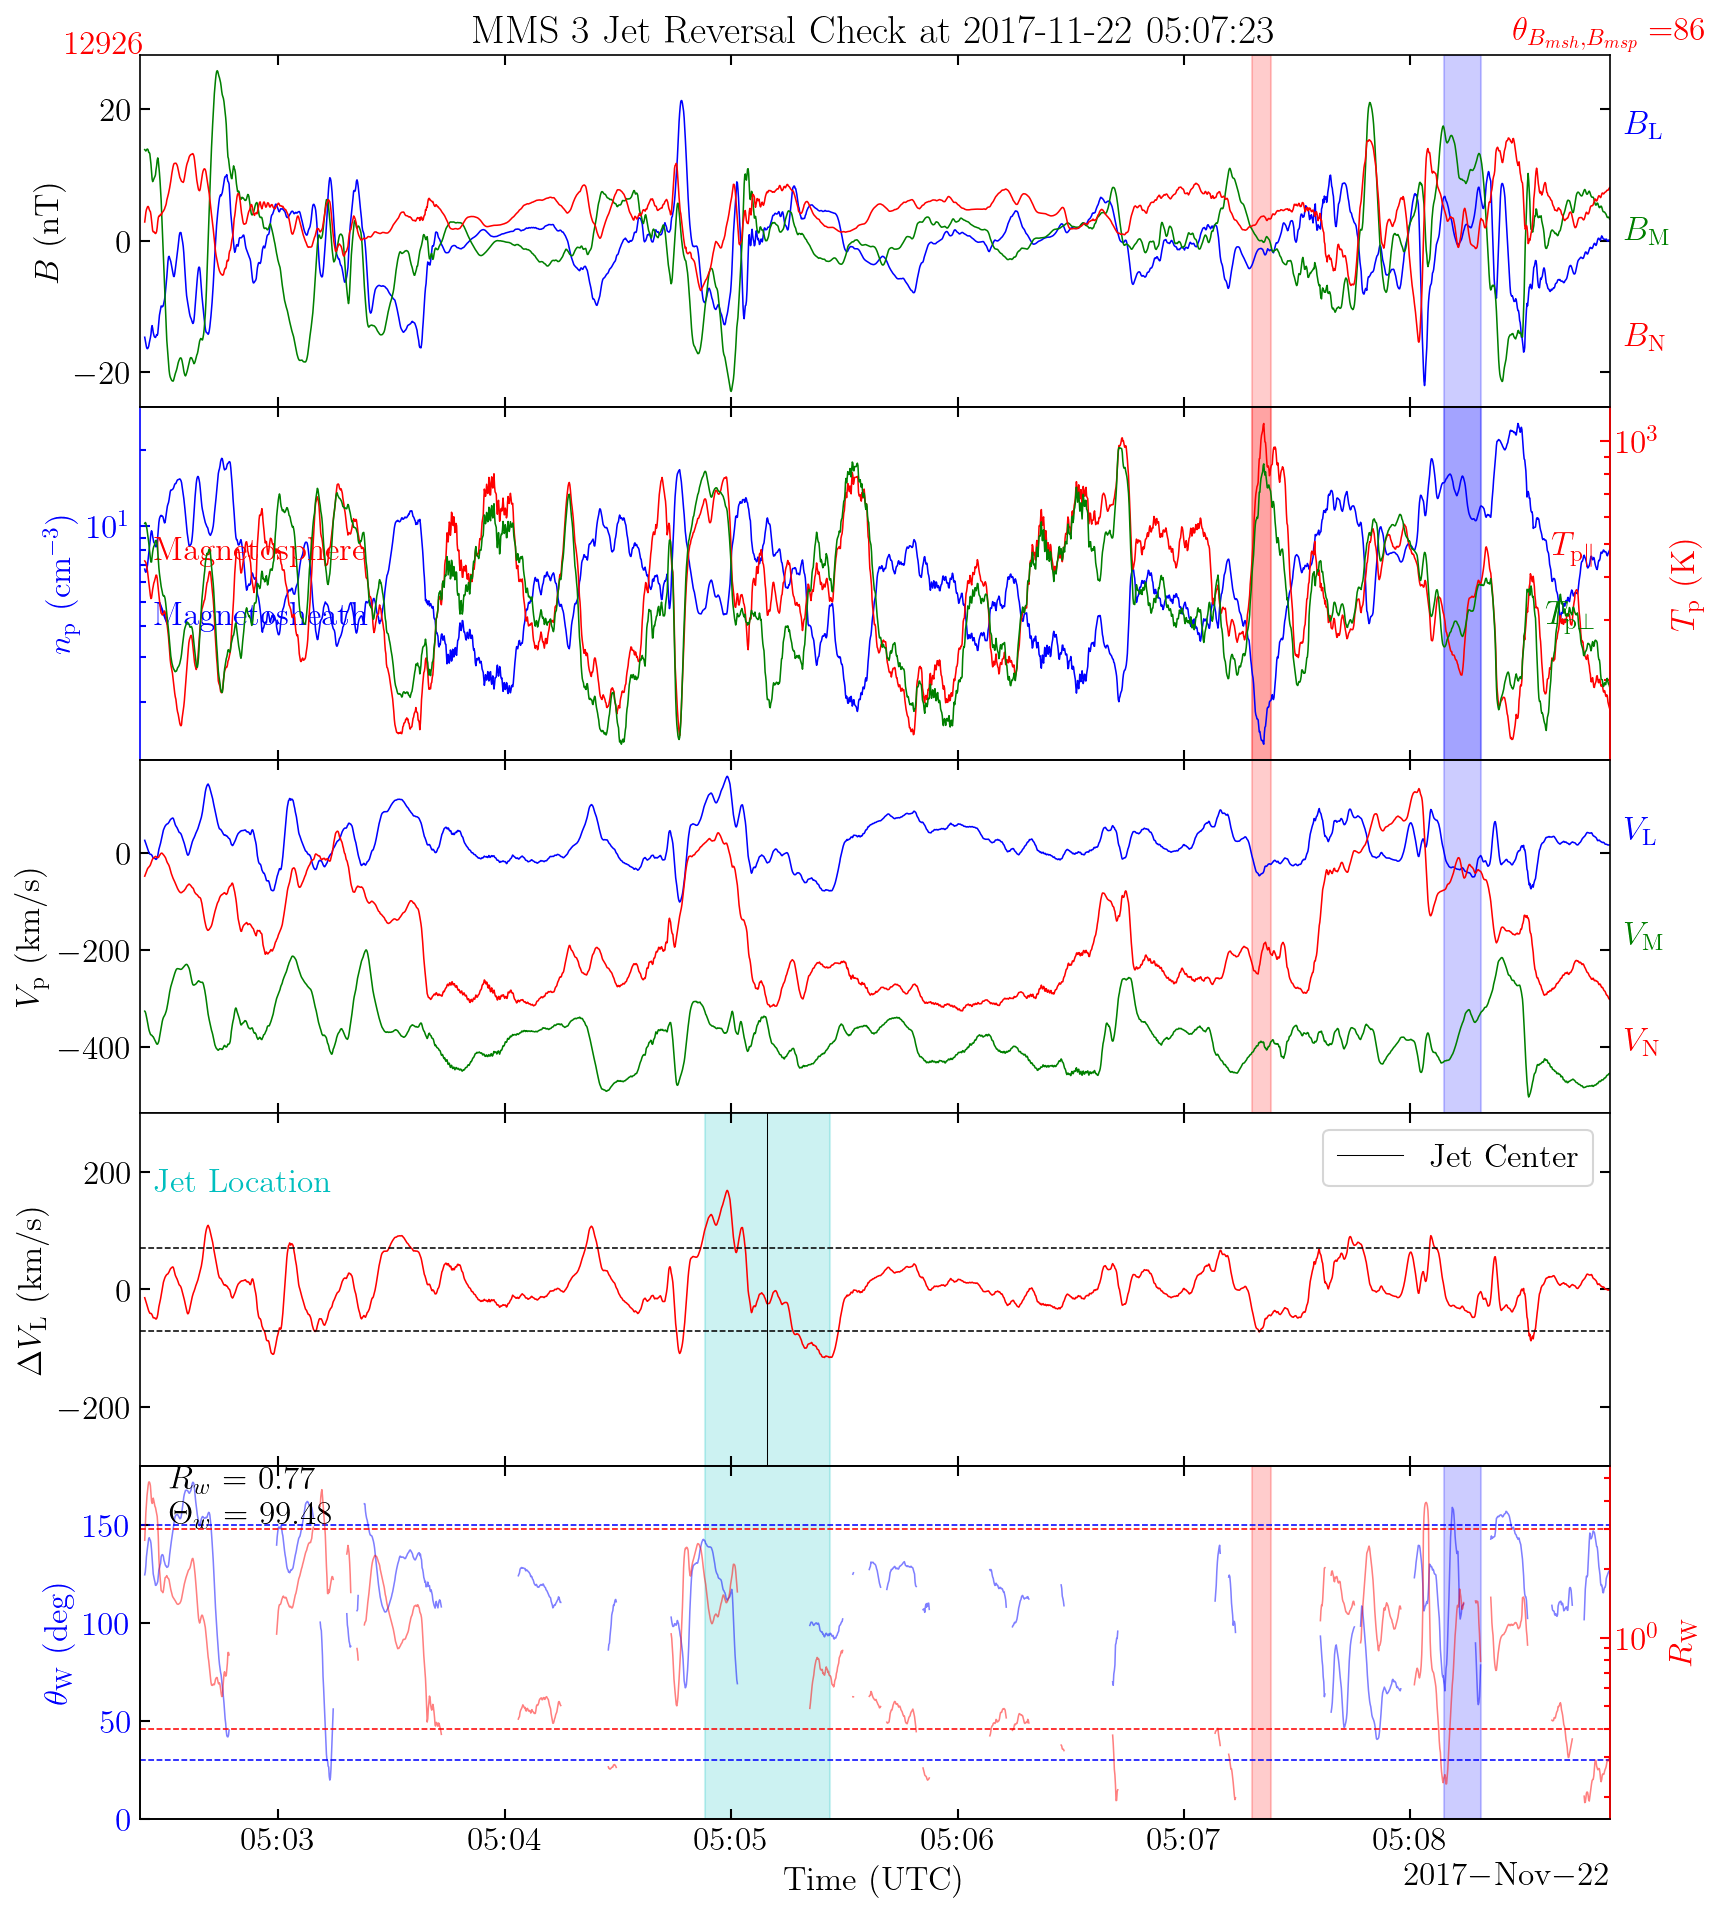 MMS 3 Jet Reversal Check at 2017-11-22 05:07:23
12926
θ_{B_{msh},B_{msp}} =86
B (nT)
20
0
−20
B_L
B_M
B_N
n_p (cm^{−3})
10^1
Magnetosphere
Magnetosheath
10^3
T_{p∥}
T_{p⊥}
T_p (K)
V_p (km/s)
0
−200
−400
V_L
V_M
V_N
ΔV_L (km/s)
200
0
−200
Jet Location
Jet Center
R_w = 0.77
Θ_w = 99.48
θ_W (deg)
150
100
50
0
10^0
R_W
05:03 05:04 05:05 05:06 05:07 05:08
Time (UTC)
2017−Nov−22